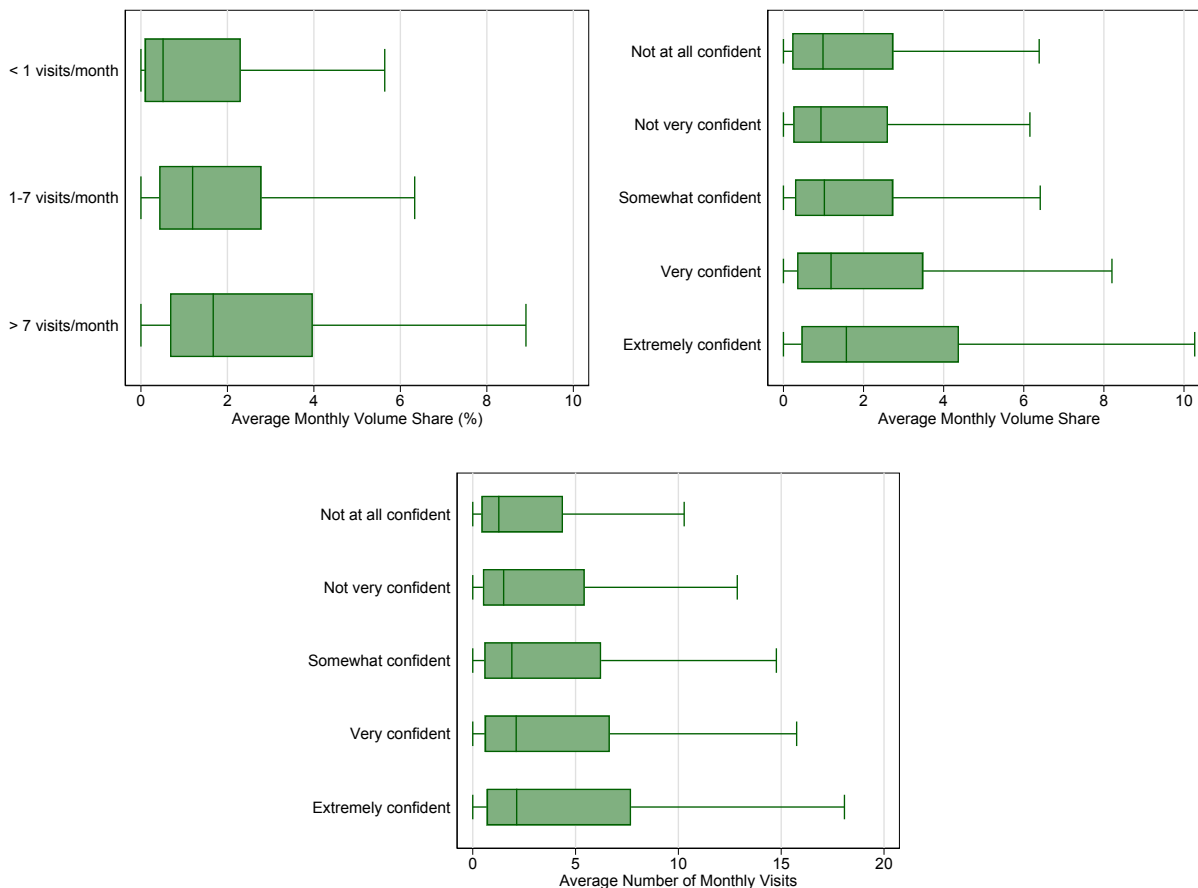 < 1 visits/month
1-7 visits/month
> 7 visits/month
0 2 4 6 8 10
Average Monthly Volume Share (%)
Not at all confident
Not very confident
Somewhat confident
Very confident
Extremely confident
0 2 4 6 8 10
Average Monthly Volume Share
Not at all confident
Not very confident
Somewhat confident
Very confident
Extremely confident
0 5 10 15 20
Average Number of Monthly Visits